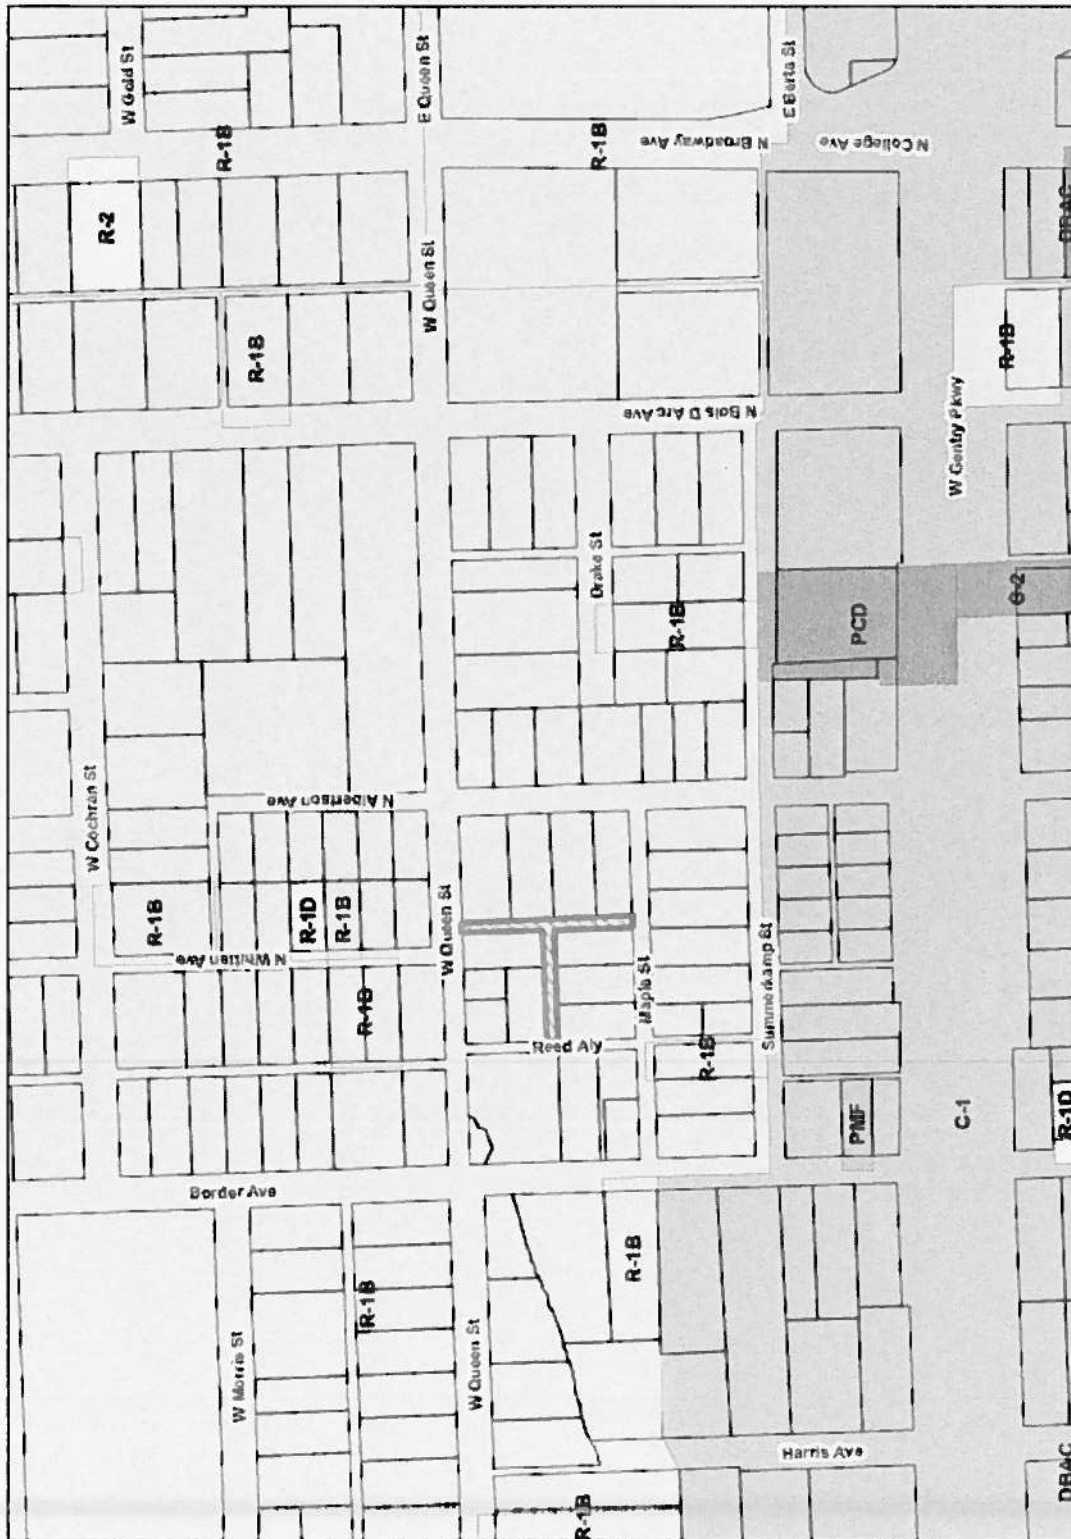 W Gold St
E Queen St
E Berta St
N Broadway Ave
N College Ave
R-1B
R-1B
R-2
DBAC
W Queen St
R-1B
R-1B
N Bois D Arc Ave
W Gentry Pkwy
Drake St
R-1B
PCD
C-2
W Cochran St
N Albertson Ave
R-1B
R-1D
R-1B
N Whitten Ave
W Queen St
Maple St
Summerkamp St
R-1B
Reed Aly
R-1B
PMF
C-1
R-1D
Border Ave
R-1B
R-1B
W Morris St
W Queen St
Harris Ave
R-1B
DBAC